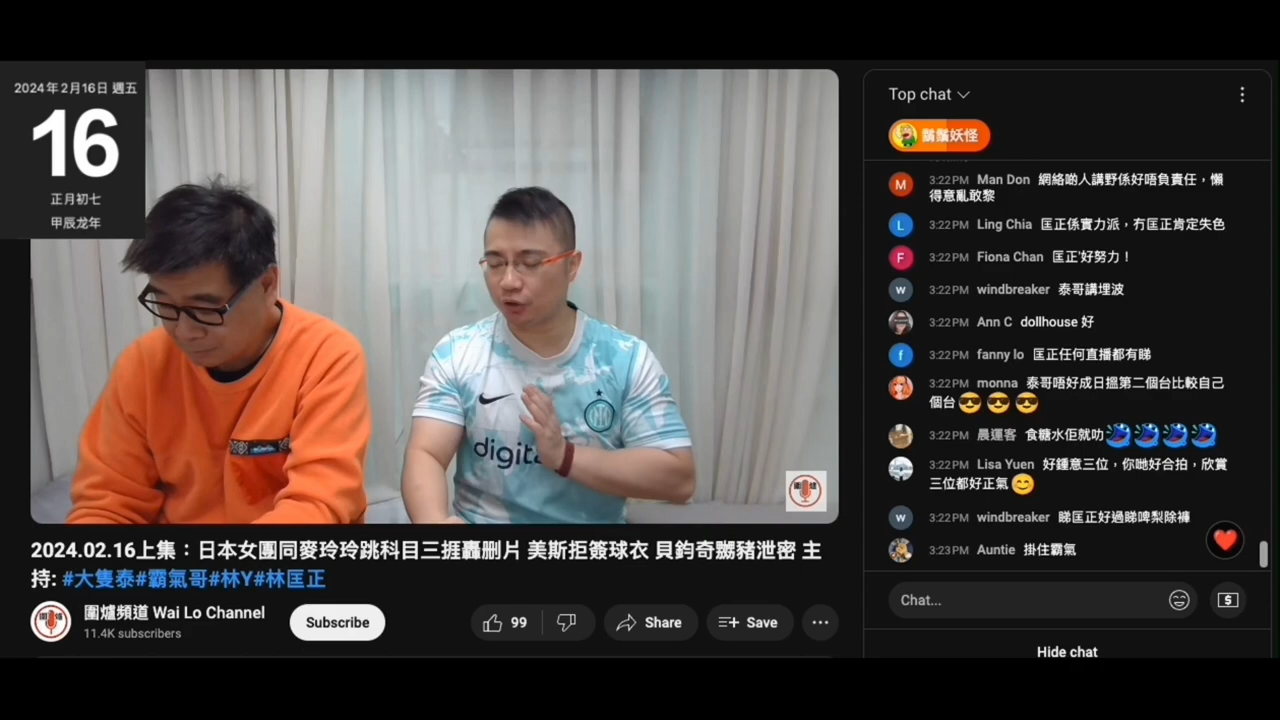 2024年2月16日 週五
16
正月初七
甲辰龙年
digita
Top chat
鬍鬚妖怪
M 3:22PM Man Don 網絡啲人講野係好唔負責任，懶
得意亂敢黎
L 3:22PM Ling Chia 匡正係實力派，冇匡正肯定失色
F 3:22PM Fiona Chan 匡正'好努力！
w 3:22PM windbreaker 泰哥講埋波
3:22PM Ann C dollhouse 好
f 3:22PM fanny lo 匡正任何直播都有睇
3:22PM monna 泰哥唔好成日搵第二個台比較自己
個台😎😎😎
3:22PM 晨運客 食糖水佢就叻
3:22PM Lisa Yuen 好鍾意三位，你哋好合拍，欣賞
三位都好正氣😊
w 3:22PM windbreaker 睇匡正好過睇啤梨除褲
3:23PM Auntie 掛住霸氣
Chat...
Hide chat
2024.02.16上集：日本女團同麥玲玲跳科目三捱轟刪片 美斯拒簽球衣 貝鈞奇嬲豬泄密 主
持: #大隻泰#霸氣哥#林Y#林匡正
圍爐頻道 Wai Lo Channel
11.4K subscribers
Subscribe
99
Share
Save